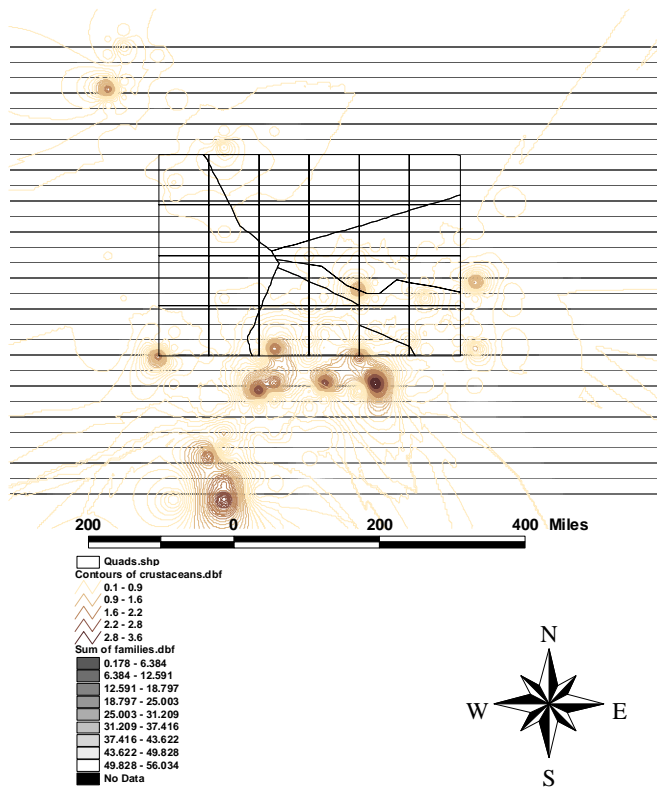 200 0 200 400 Miles
Quads.shp
Contours of crustaceans.dbf
0.1 - 0.9
0.9 - 1.6
1.6 - 2.2
2.2 - 2.8
2.8 - 3.6
Sum of families.dbf
0.178 - 6.384
6.384 - 12.591
12.591 - 18.797
18.797 - 25.003
25.003 - 31.209
31.209 - 37.416
37.416 - 43.622
43.622 - 49.828
49.828 - 56.034
No Data
N
W E
S